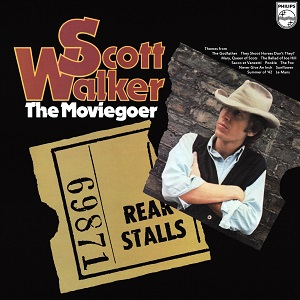 Scott
Walker
The Moviegoer
PHILIPS
Themes from
The Godfather They Shoot Horses Don't They?
Mary, Queen of Scots The Ballad of Joe Hill
Sacco et Vanzetti Pookie The Fox
Never Give An Inch Sunflower
Summer of '42 Le Mans
69871
REAR
STALLS